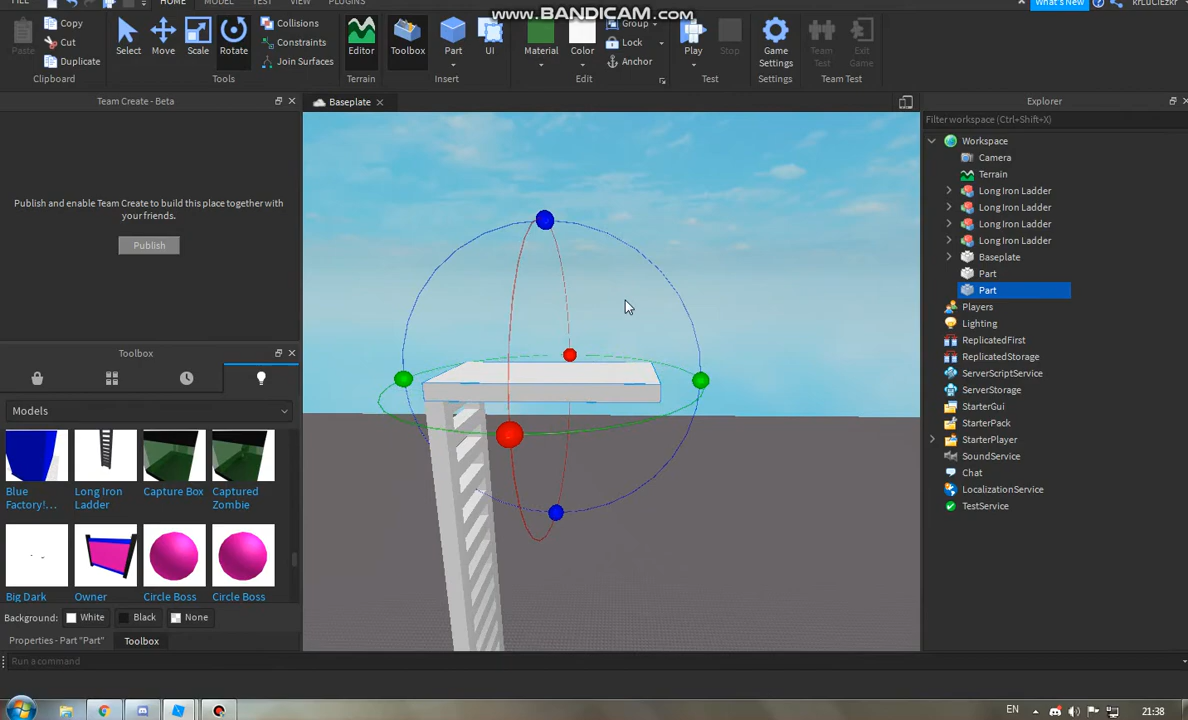 www.BANDICAM.com
FILE HOME MODEL TEST VIEW PLUGINS
What's New
krLUCIEzkr
Paste
Copy
Cut
Duplicate
Clipboard
Select
Move
Scale
Rotate
Collisions
Constraints
Join Surfaces
Tools
Editor
Terrain
Toolbox
Part
UI
Insert
Material
Color
Group
Lock
Anchor
Edit
Play
Stop
Test
Game Settings
Settings
Team Test
Exit Game
Team Test
Team Create - Beta
Publish and enable Team Create to build this place together with
your friends.
Publish
Toolbox
Models
Blue
Factory!...
Long Iron
Ladder
Capture Box
Captured
Zombie
Big Dark
Owner
Circle Boss
Circle Boss
Background:
White
Black
None
Properties - Part "Part"
Toolbox
Run a command
Baseplate
Explorer
Filter workspace (Ctrl+Shift+X)
Workspace
Camera
Terrain
Long Iron Ladder
Long Iron Ladder
Long Iron Ladder
Long Iron Ladder
Baseplate
Part
Part
Players
Lighting
ReplicatedFirst
ReplicatedStorage
ServerScriptService
ServerStorage
StarterGui
StarterPack
StarterPlayer
SoundService
Chat
LocalizationService
TestService
EN
21:38